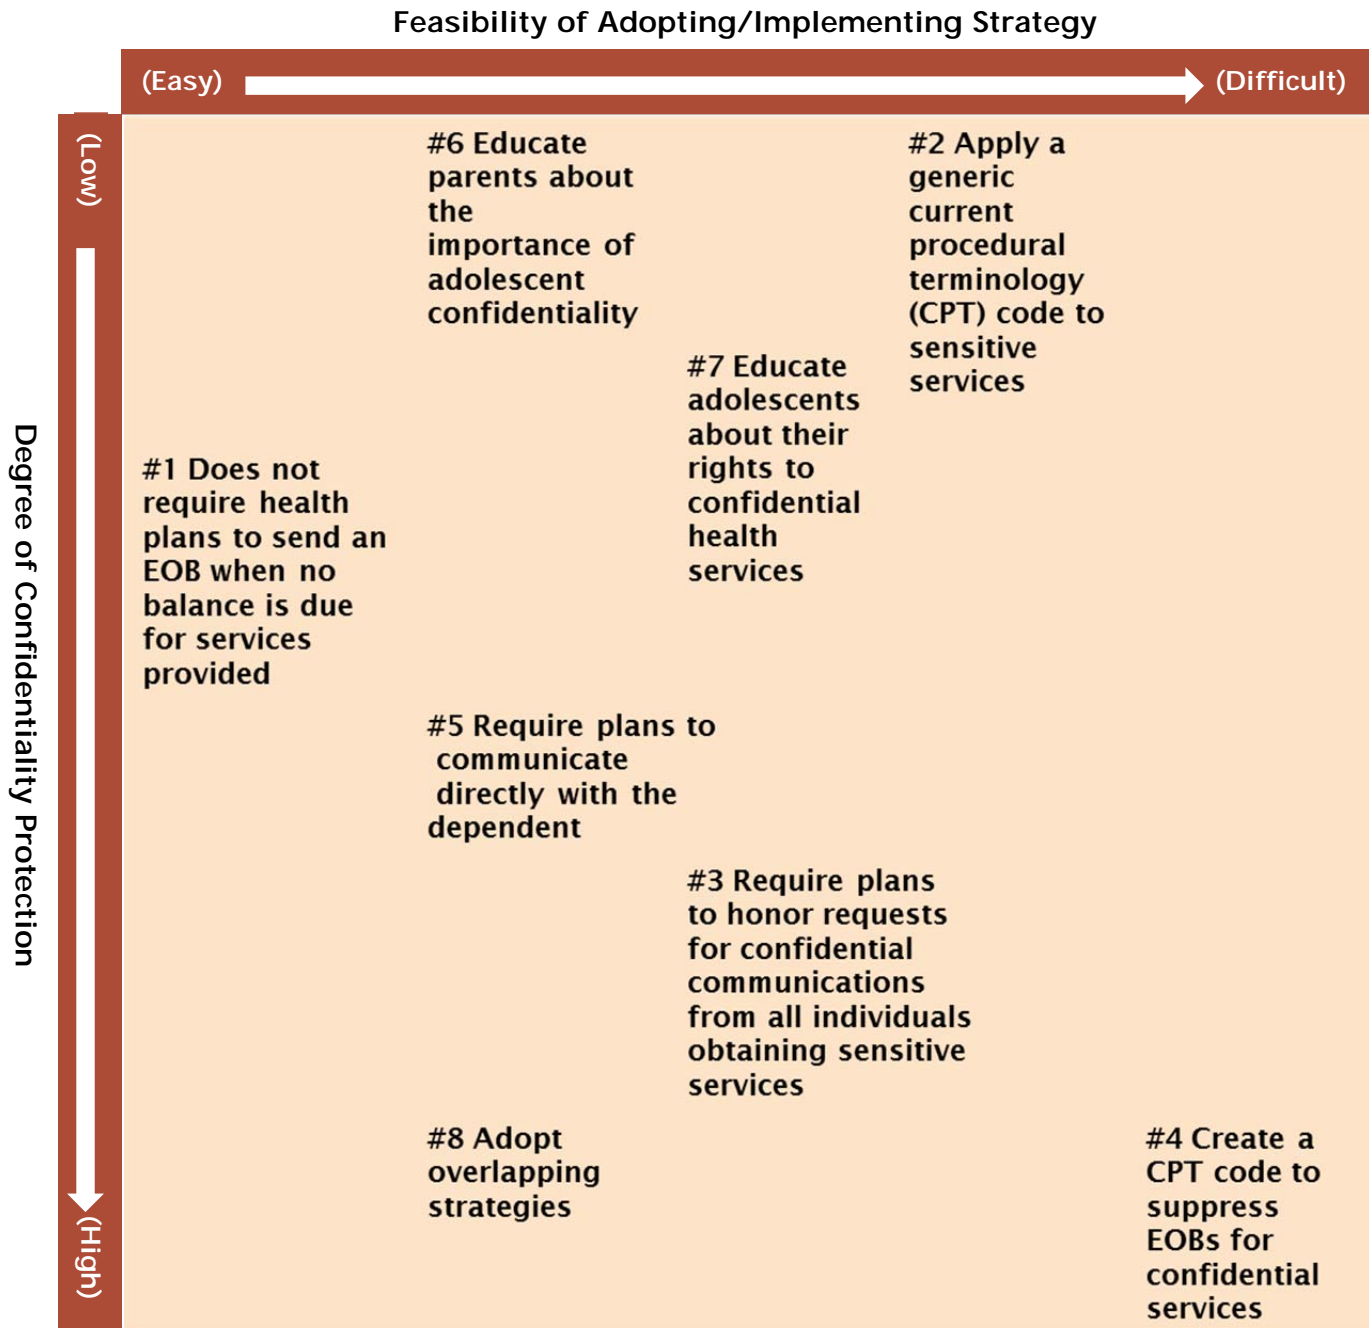 Feasibility of Adopting/Implementing Strategy
(Easy)
(Difficult)
(Low)
Degree of Confidentiality Protection
(High)
#6 Educate
parents about
the
importance of
adolescent
confidentiality
#2 Apply a
generic
current
procedural
terminology
(CPT) code to
sensitive
services
#7 Educate
adolescents
about their
rights to
confidential
health
services
#1 Does not
require health
plans to send an
EOB when no
balance is due
for services
provided
#5 Require plans to
communicate
directly with the
dependent
#3 Require plans
to honor requests
for confidential
communications
from all individuals
obtaining sensitive
services
#8 Adopt
overlapping
strategies
#4 Create a
CPT code to
suppress
EOBs for
confidential
services